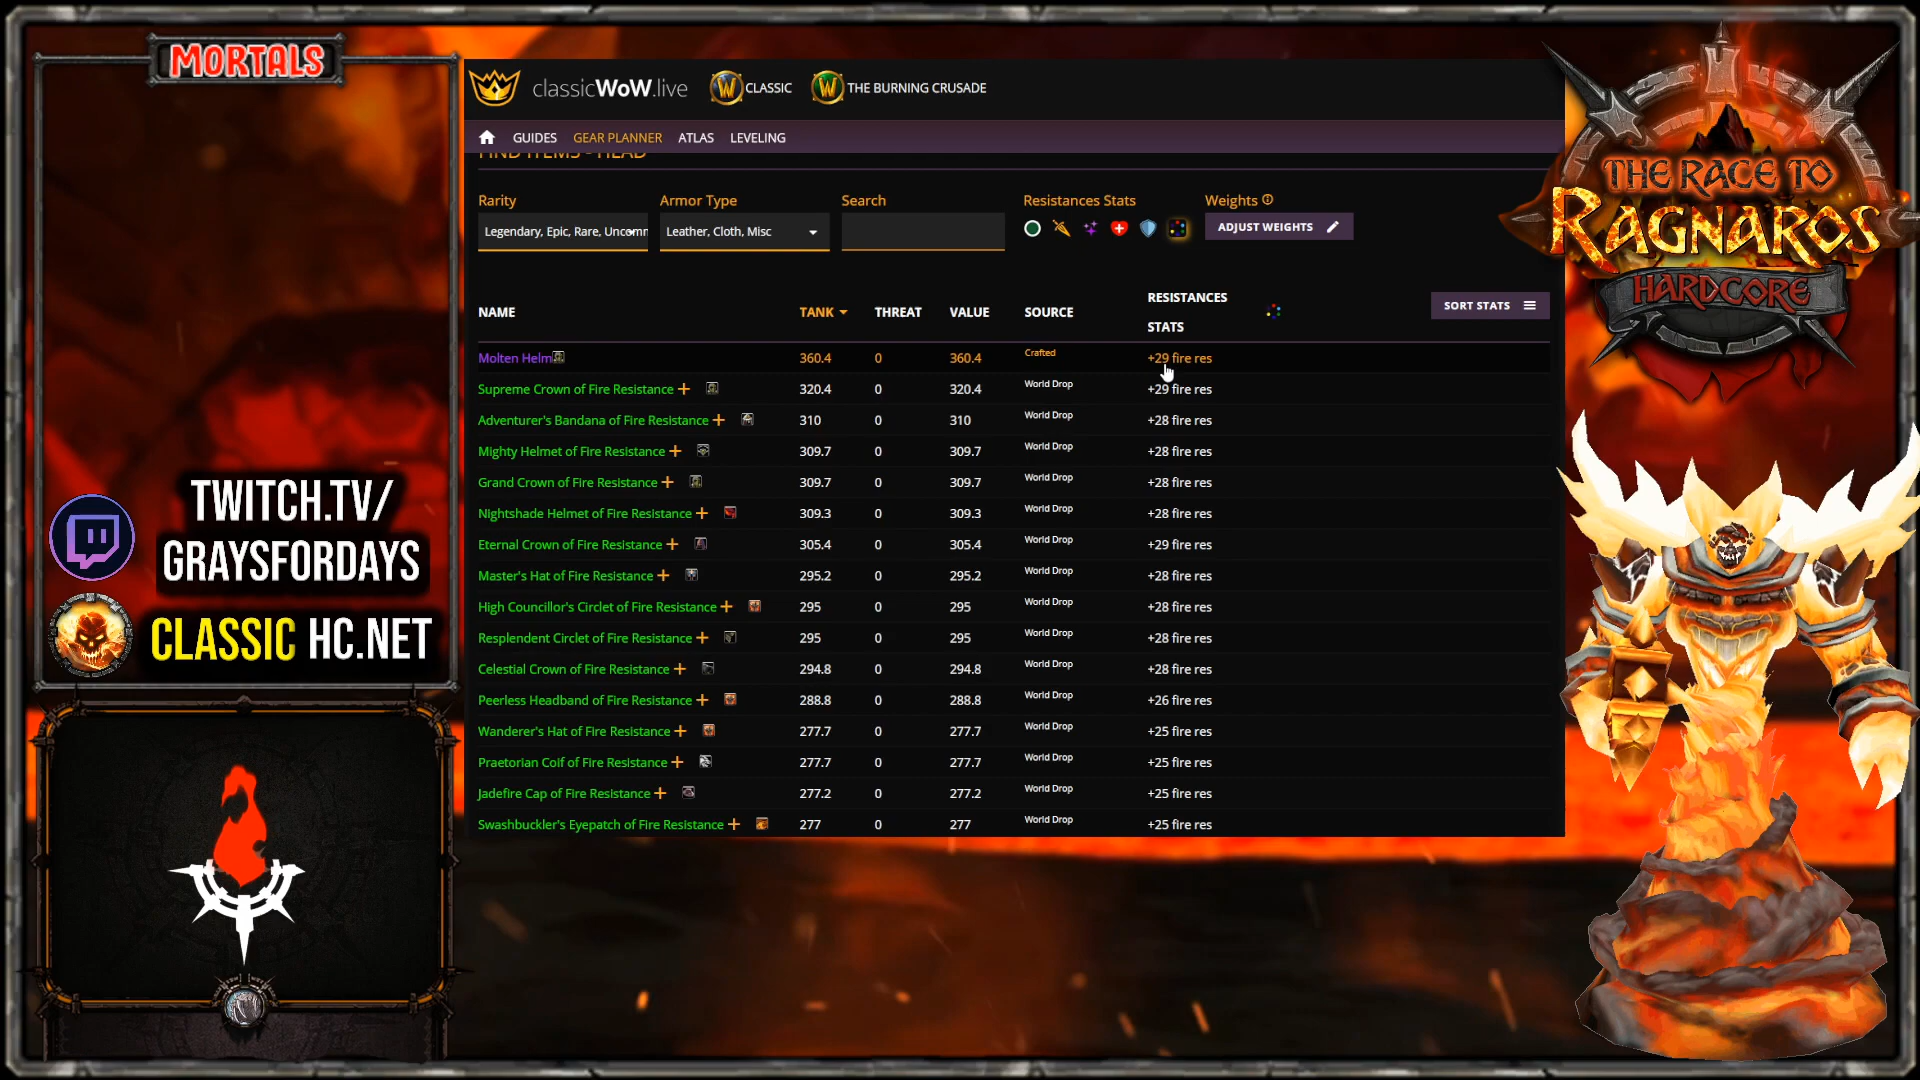 MORTALS
classicWoW.live
CLASSIC
THE BURNING CRUSADE
GUIDES GEAR PLANNER ATLAS LEVELING
FIND ITEMS - HEAD
Rarity Armor Type Search Resistances Stats Weights
Legendary, Epic, Rare, Uncomm Leather, Cloth, Misc ADJUST WEIGHTS
NAME TANK THREAT VALUE SOURCE RESISTANCES STATS SORT STATS
Molten Helm 360.4 0 360.4 Crafted +29 fire res
Supreme Crown of Fire Resistance 320.4 0 320.4 World Drop +29 fire res
Adventurer's Bandana of Fire Resistance 310 0 310 World Drop +28 fire res
Mighty Helmet of Fire Resistance 309.7 0 309.7 World Drop +28 fire res
Grand Crown of Fire Resistance 309.7 0 309.7 World Drop +28 fire res
Nightshade Helmet of Fire Resistance 309.3 0 309.3 World Drop +28 fire res
Eternal Crown of Fire Resistance 305.4 0 305.4 World Drop +29 fire res
Master's Hat of Fire Resistance 295.2 0 295.2 World Drop +28 fire res
High Councillor's Circlet of Fire Resistance 295 0 295 World Drop +28 fire res
Resplendent Circlet of Fire Resistance 295 0 295 World Drop +28 fire res
Celestial Crown of Fire Resistance 294.8 0 294.8 World Drop +28 fire res
Peerless Headband of Fire Resistance 288.8 0 288.8 World Drop +26 fire res
Wanderer's Hat of Fire Resistance 277.7 0 277.7 World Drop +25 fire res
Praetorian Coif of Fire Resistance 277.7 0 277.7 World Drop +25 fire res
Jadefire Cap of Fire Resistance 277.2 0 277.2 World Drop +25 fire res
Swashbuckler's Eyepatch of Fire Resistance 277 0 277 World Drop +25 fire res
TWITCH.TV/
GRAYSFORDAYS
CLASSIC HC.NET
THE RACE TO
RAGNAROS
HARDCORE